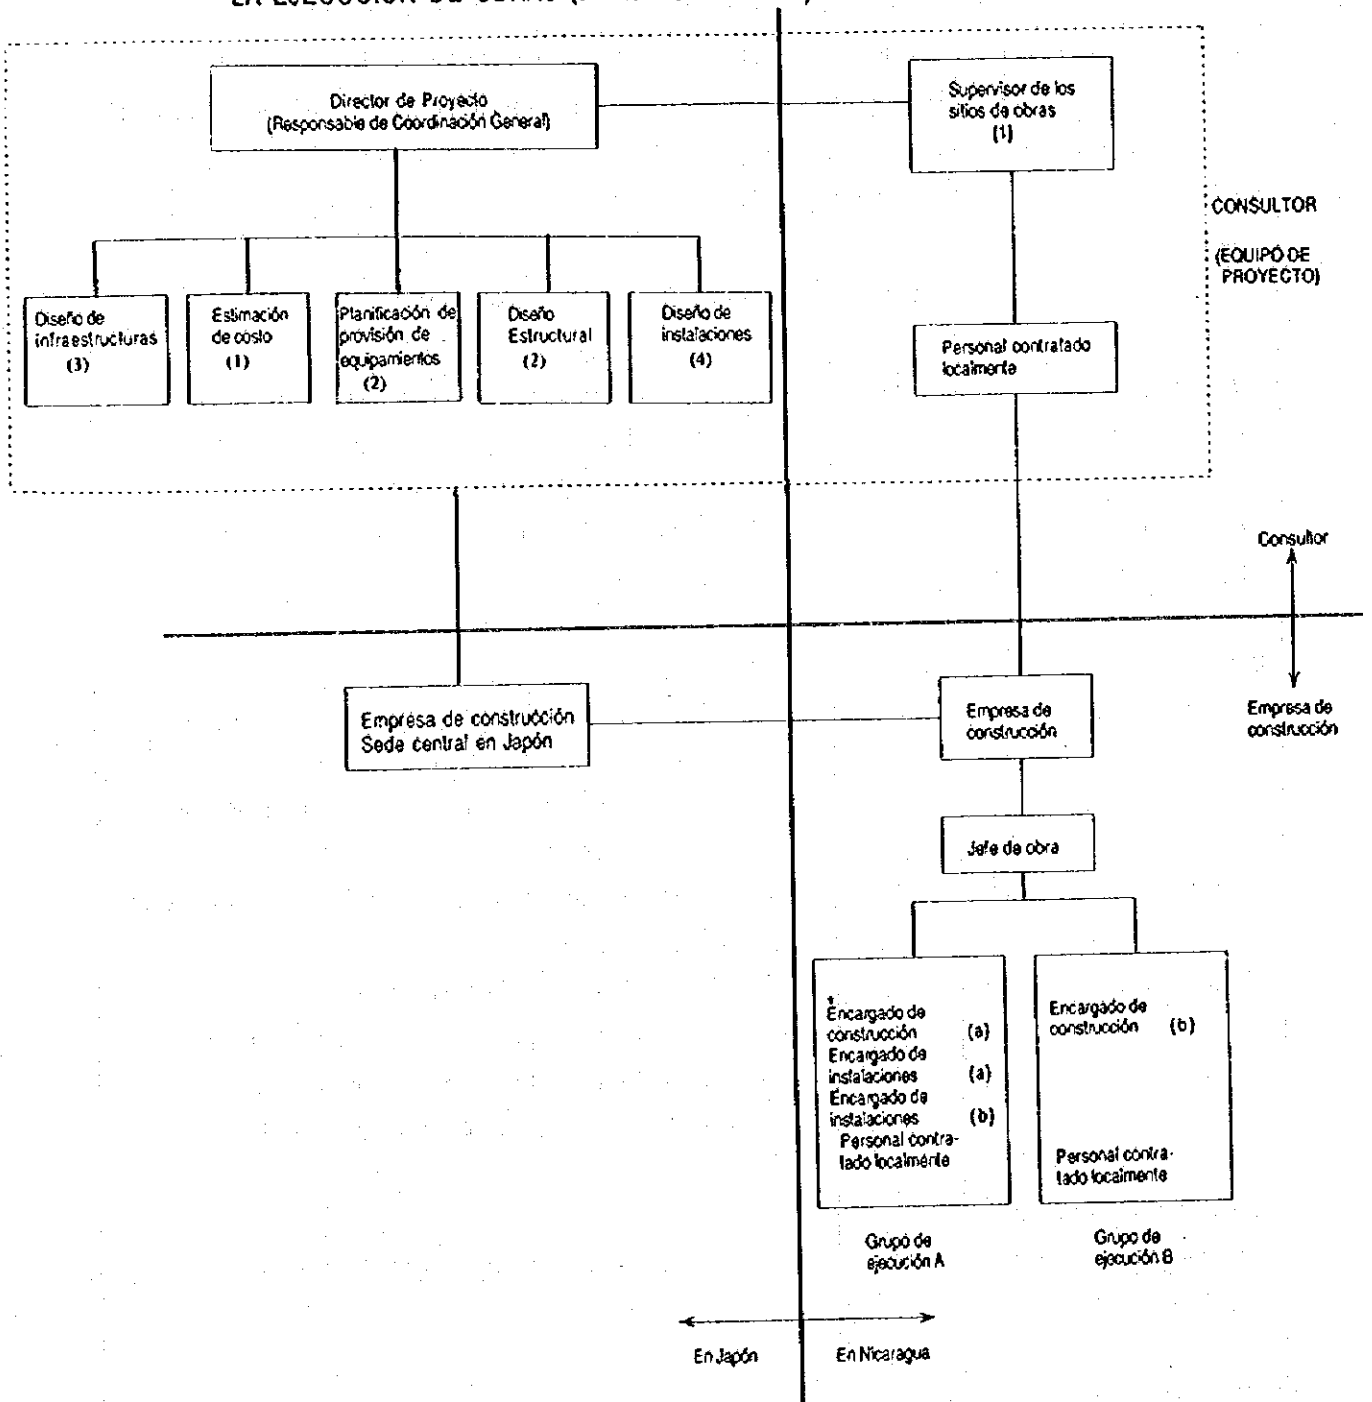 LA EJECUCIÓN DE OBRAS
Director de Proyecto
(Responsable de Coordinación General)
Supervisor de los
sitios de obras
(1)
CONSULTOR
(EQUIPO DE
PROYECTO)
Diseño de
infraestructuras
(3)
Estimación
de costo
(1)
Planificación de
provisión de
equipamientos
(2)
Diseño
Estructural
(2)
Diseño de
instalaciones
(4)
Personal contratado
localmente
Consultor
Empresa de construcción
Sede central en Japón
Empresa de
construcción
Empresa de
construcción
Jefe de obra
Encargado de
construcción (a)
Encargado de
instalaciones (a)
Encargado de
instalaciones (b)
Personal contra-
tado localmente
Encargado de
construcción (b)
Personal contra-
tado localmente
Grupo de
ejecución A
Grupo de
ejecución B
En Japón
En Nicaragua